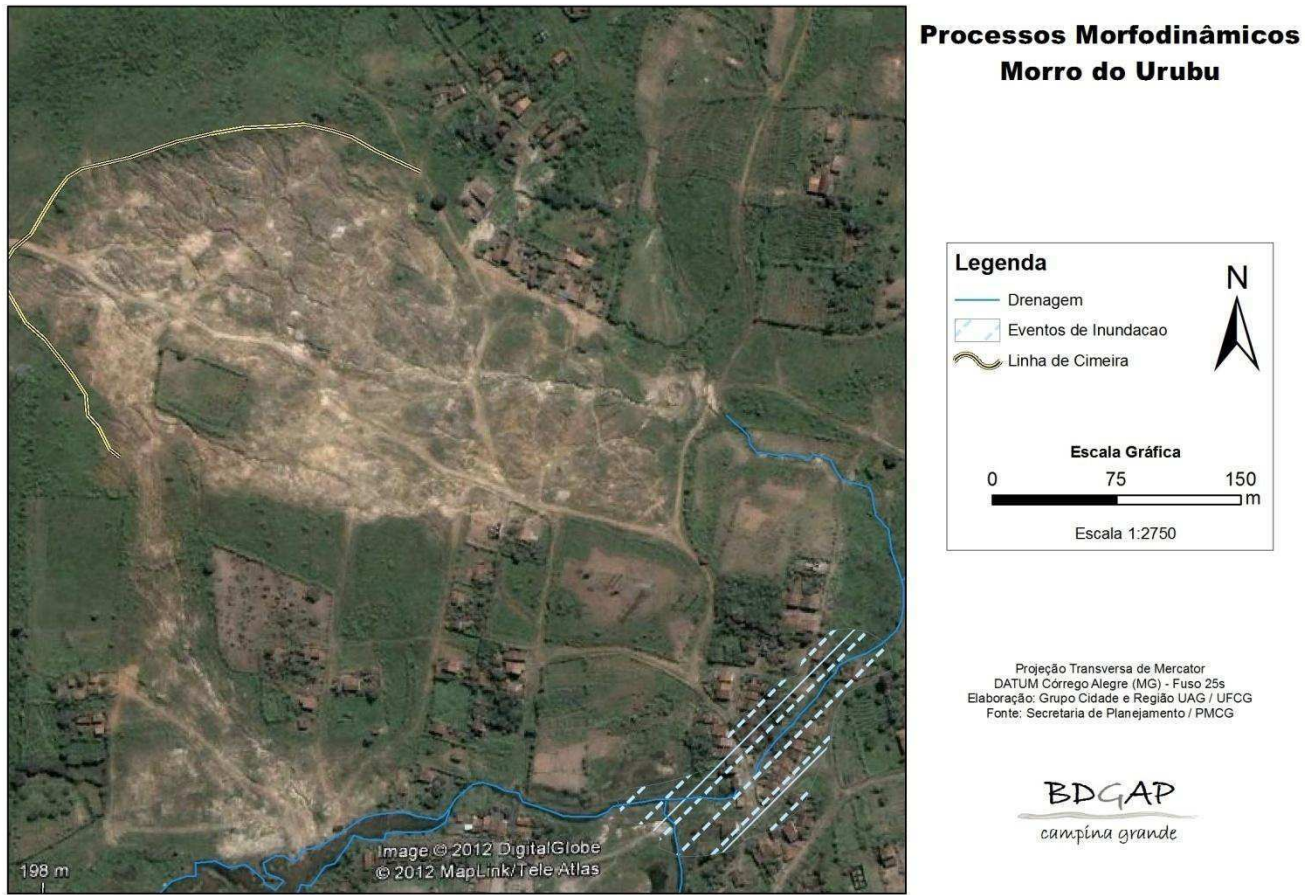 Processos Morfodinâmicos
Morro do Urubu
Legenda
N
Drenagem
Eventos de Inundacao
Linha de Cimeira
Escala Gráfica
0 75 150
m
Escala 1:2750
Projeção Transversa de Mercator
DATUM Córrego Alegre (MG) - Fuso 25s
Elaboração: Grupo Cidade e Região UAG / UFCG
Fonte: Secretaria de Planejamento / PMCG
BDGAP
campina grande
198 m
Image © 2012 DigitalGlobe
© 2012 MapLink/Tele Atlas